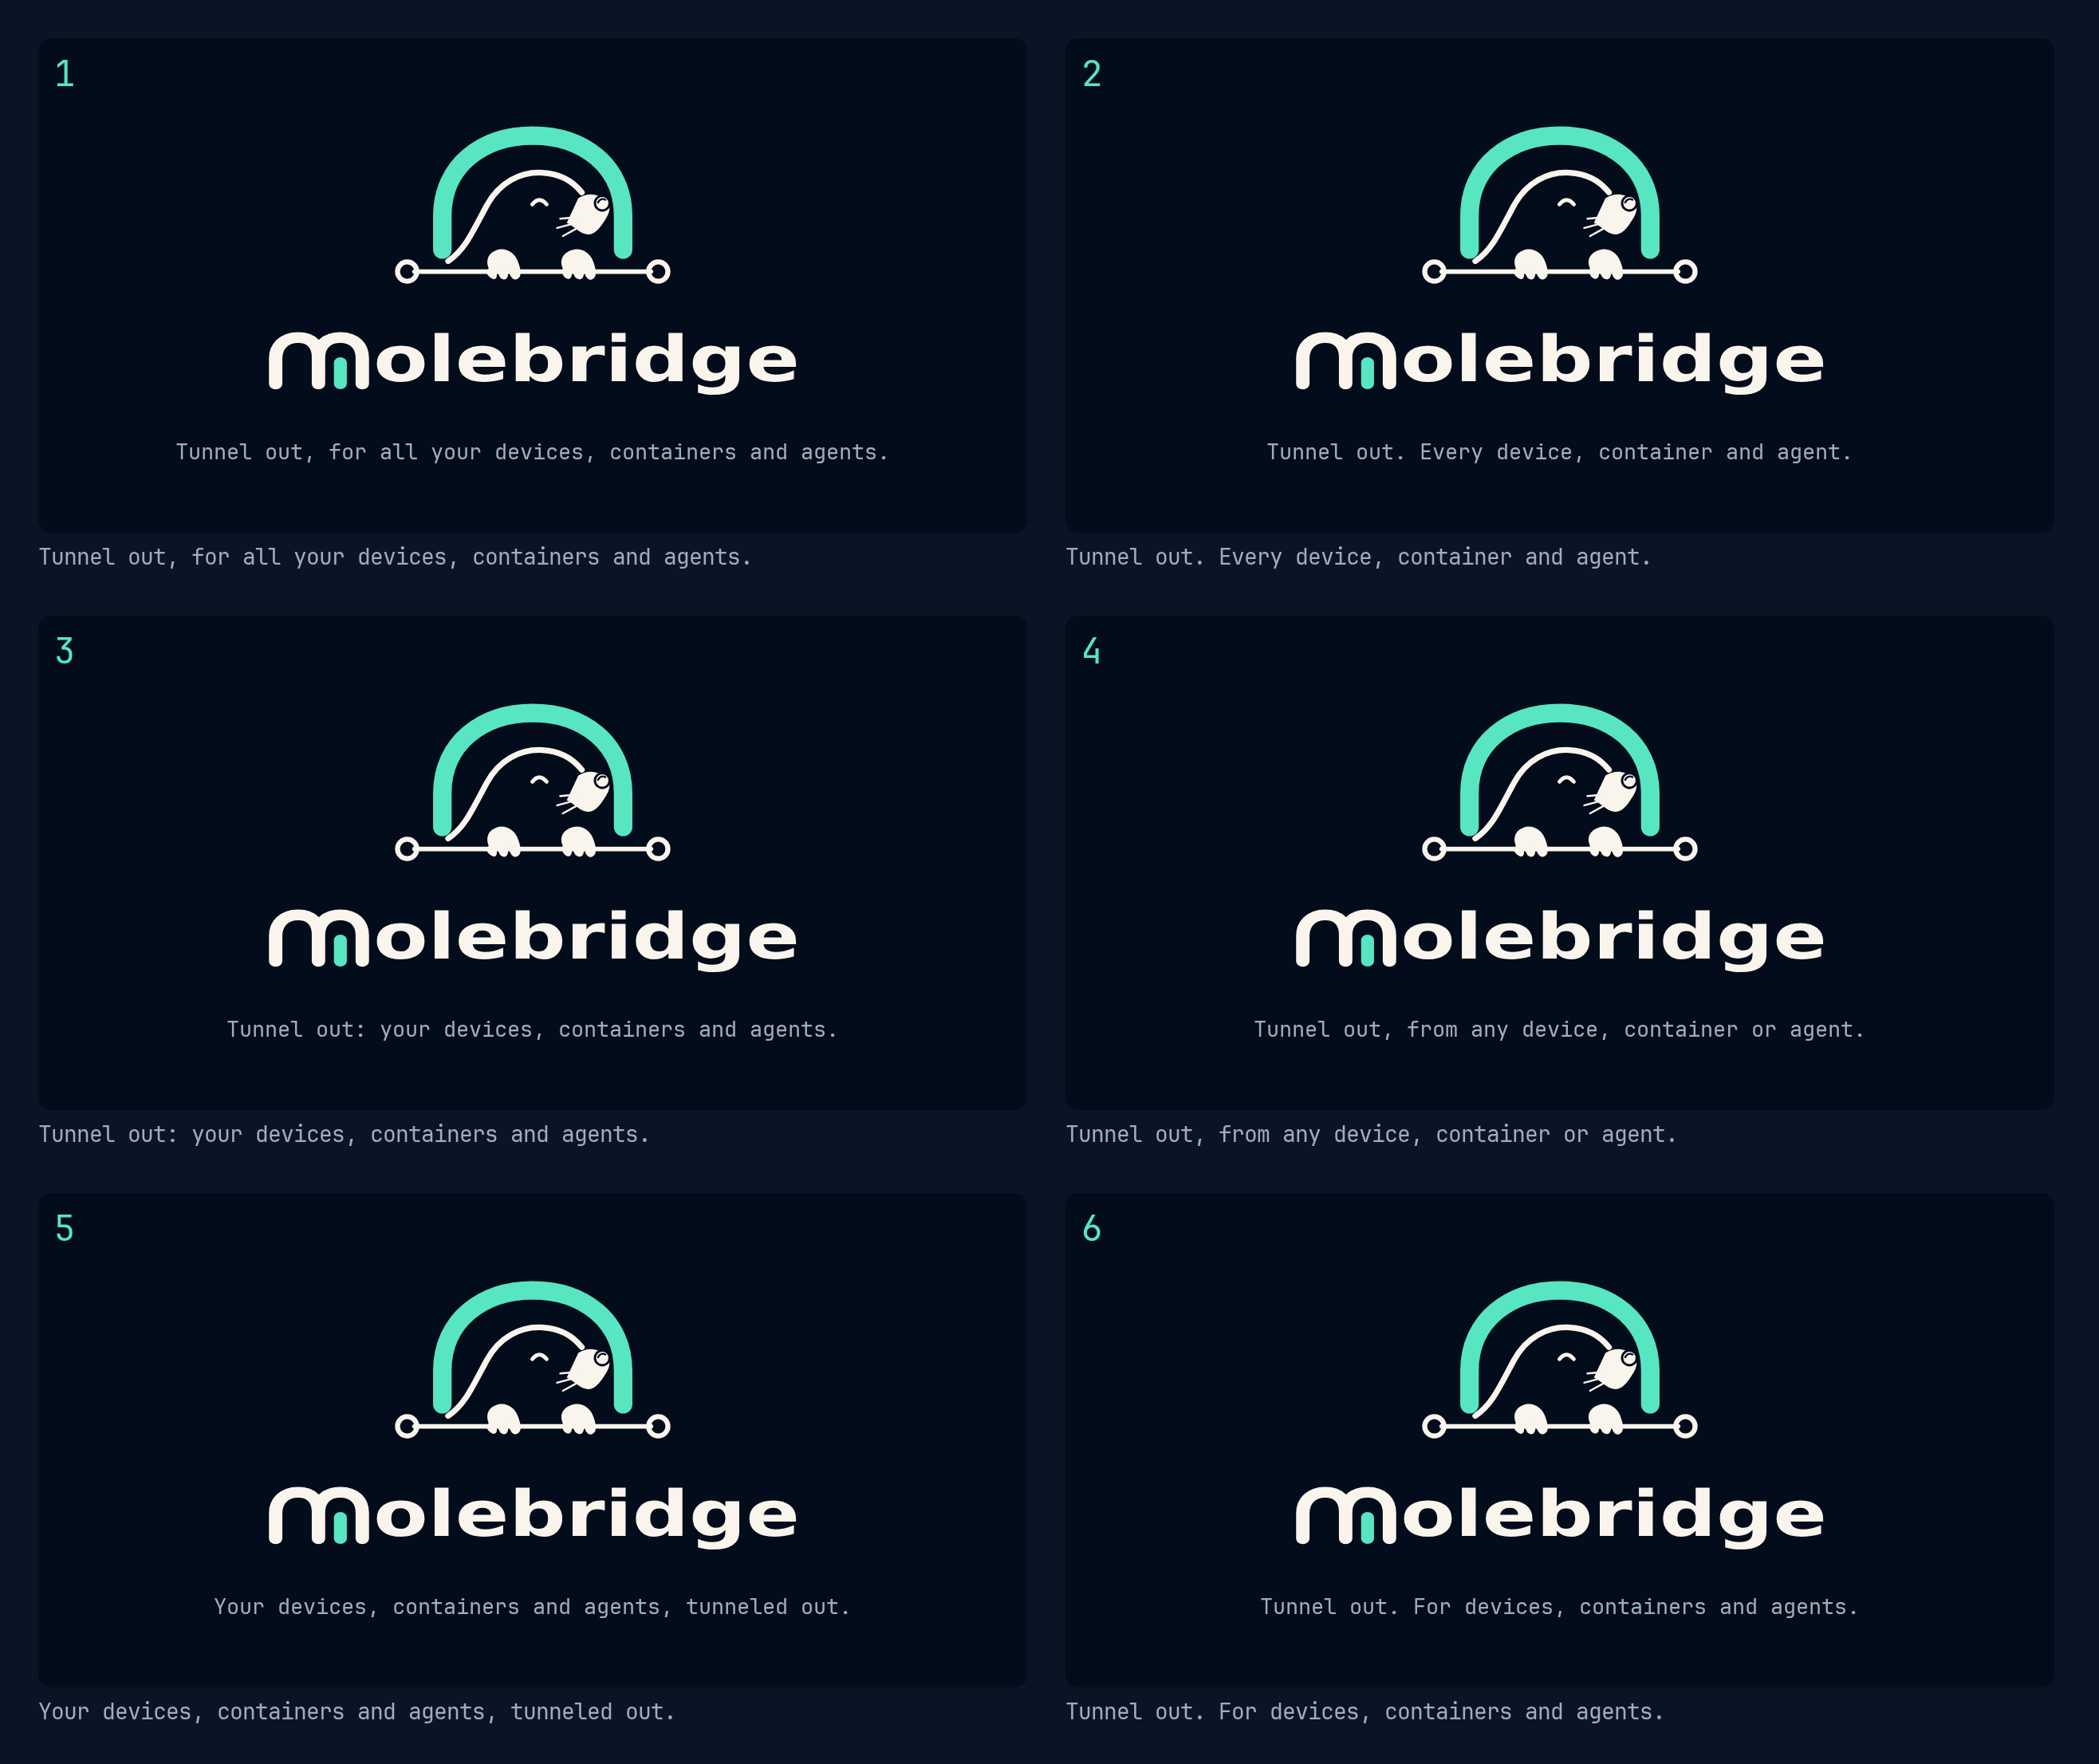 1
molebridge
Tunnel out, for all your devices, containers and agents.
Tunnel out, for all your devices, containers and agents.
2
molebridge
Tunnel out. Every device, container and agent.
Tunnel out. Every device, container and agent.
3
molebridge
Tunnel out: your devices, containers and agents.
Tunnel out: your devices, containers and agents.
4
molebridge
Tunnel out, from any device, container or agent.
Tunnel out, from any device, container or agent.
5
molebridge
Your devices, containers and agents, tunneled out.
Your devices, containers and agents, tunneled out.
6
molebridge
Tunnel out. For devices, containers and agents.
Tunnel out. For devices, containers and agents.